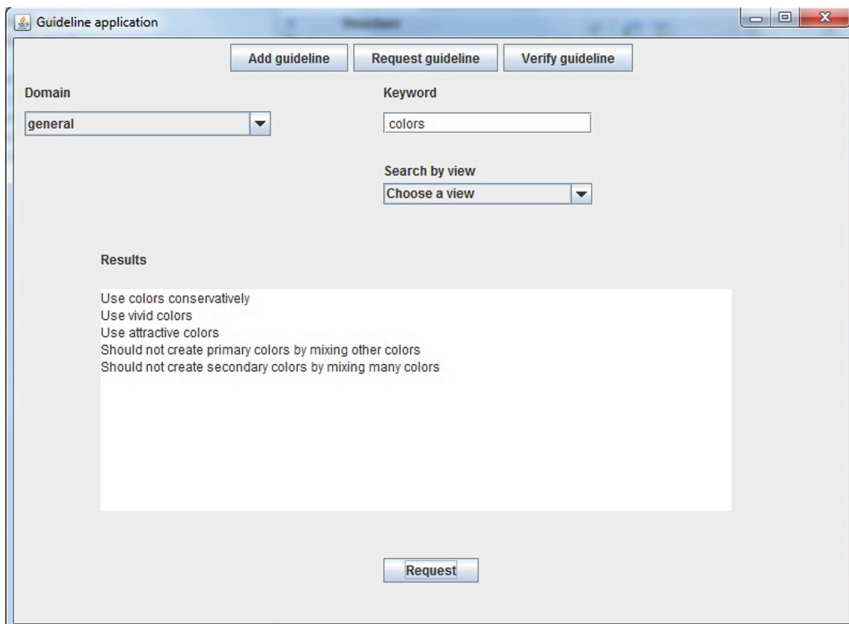 Guideline application
Add guideline Request guideline Verify guideline
Domain Keyword
general colors
Search by view
Choose a view
Results
Use colors conservatively
Use vivid colors
Use attractive colors
Should not create primary colors by mixing other colors
Should not create secondary colors by mixing many colors
Request